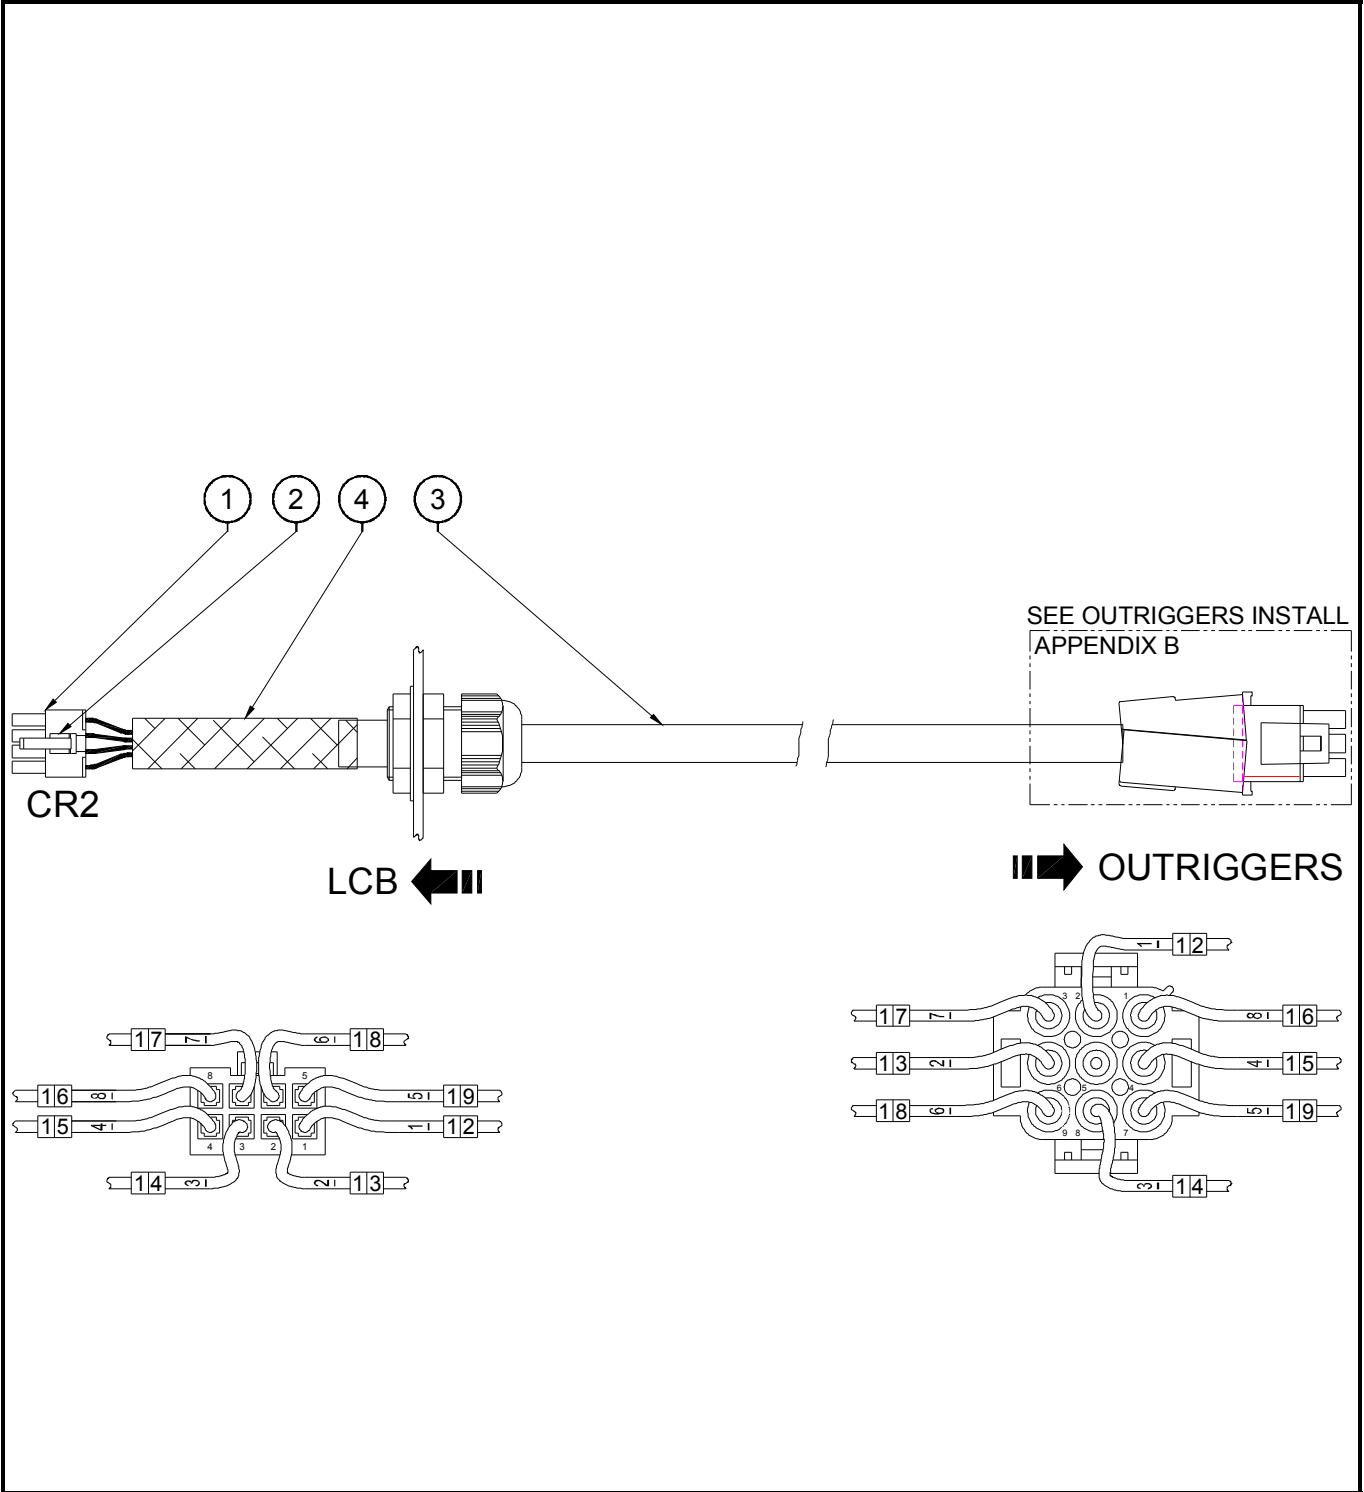 1 2 4 3
SEE OUTRIGGERS INSTALL
APPENDIX B
CR2
LCB
OUTRIGGERS
1 12
3 2 1
17 7
8 16
13 2
4 15
6 5 4
18 6
5 19
9 8 7
3 14
17 7
6 18
8 5
16 8
5 19
15 4
1 12
4 3 2 1
14 3
2 13